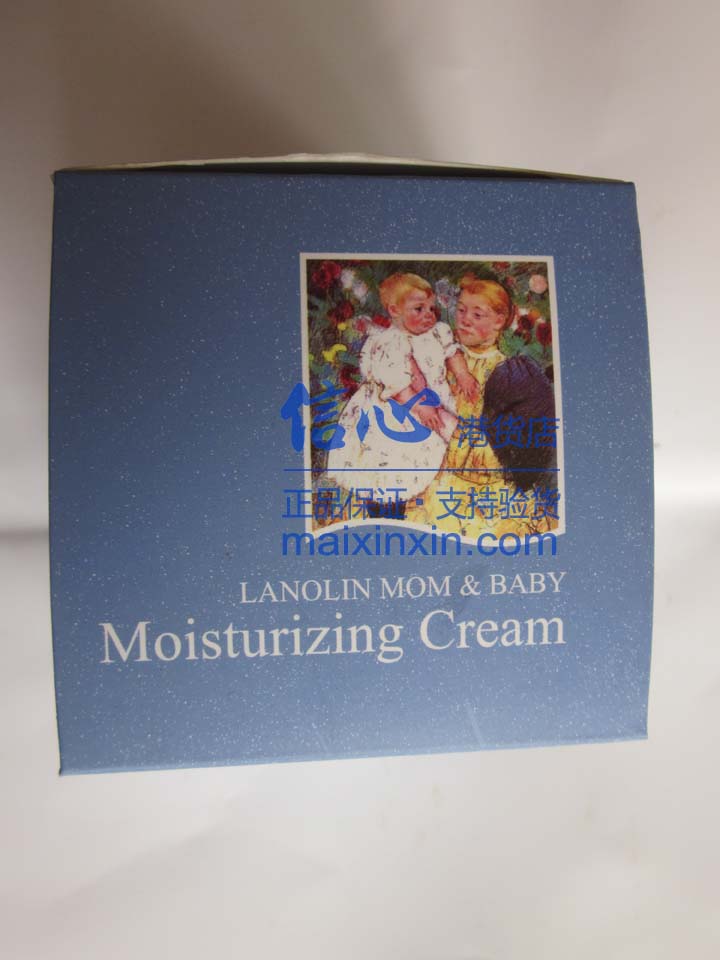 信心 港货店
正品保证·支持验货
maixinxin.com
LANOLIN MOM & BABY
Moisturizing Cream